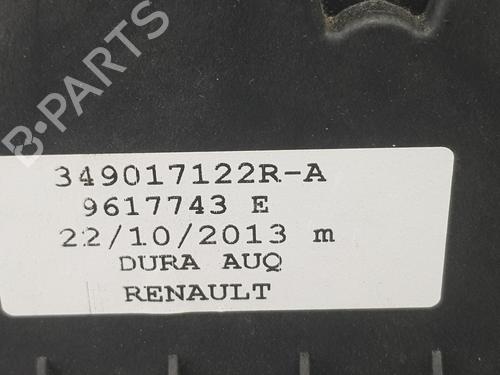 B-PARTS
349017122R-A
9617743 E
22/10/2013 m
DURA AUQ
RENAULT